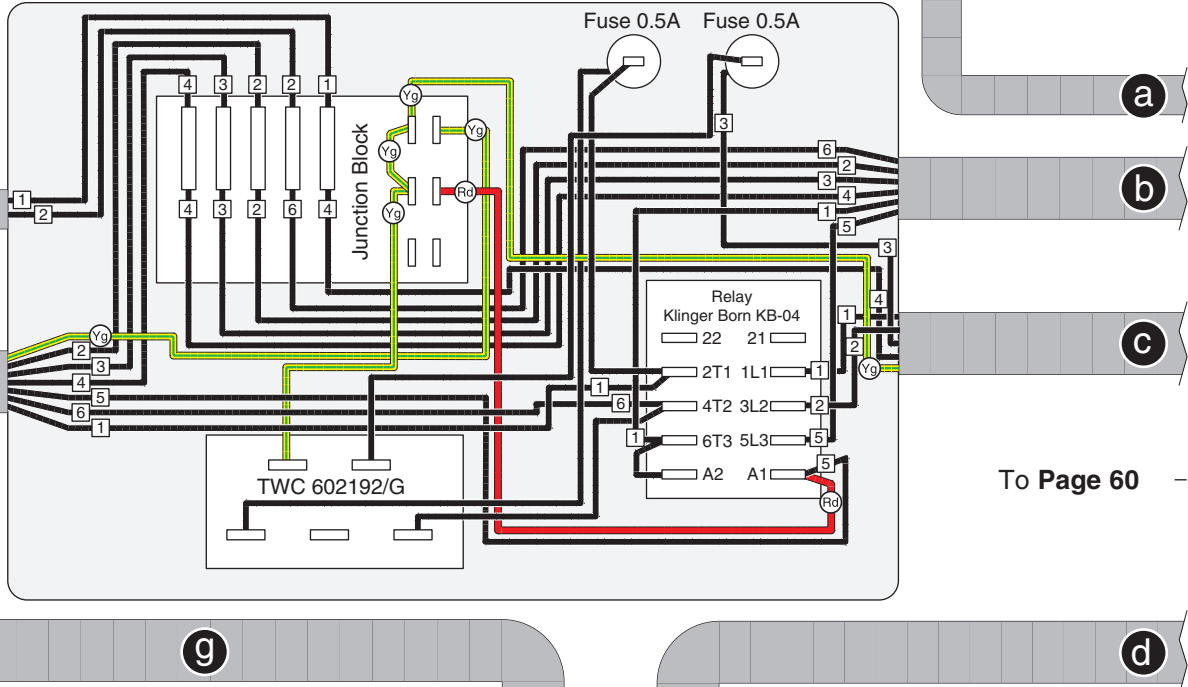 Fuse 0.5A Fuse 0.5A
a
4 3 2 2 1
Yg
Yg
3
Junction Block
Yg
6
2
3
4
1
5
b
1
2
Rd
4 3 2 6 4
Yg
3
Relay
Klinger Born KB-04
4
22 21
1
2
Yg
2
3
4
5
6
1
c
2T1 1L1 1
Yg
1
4T2 3L2 2
6
6T3 5L3 5
1
A2 A1
5
Rd
TWC 602192/G
To Page 60
g
d